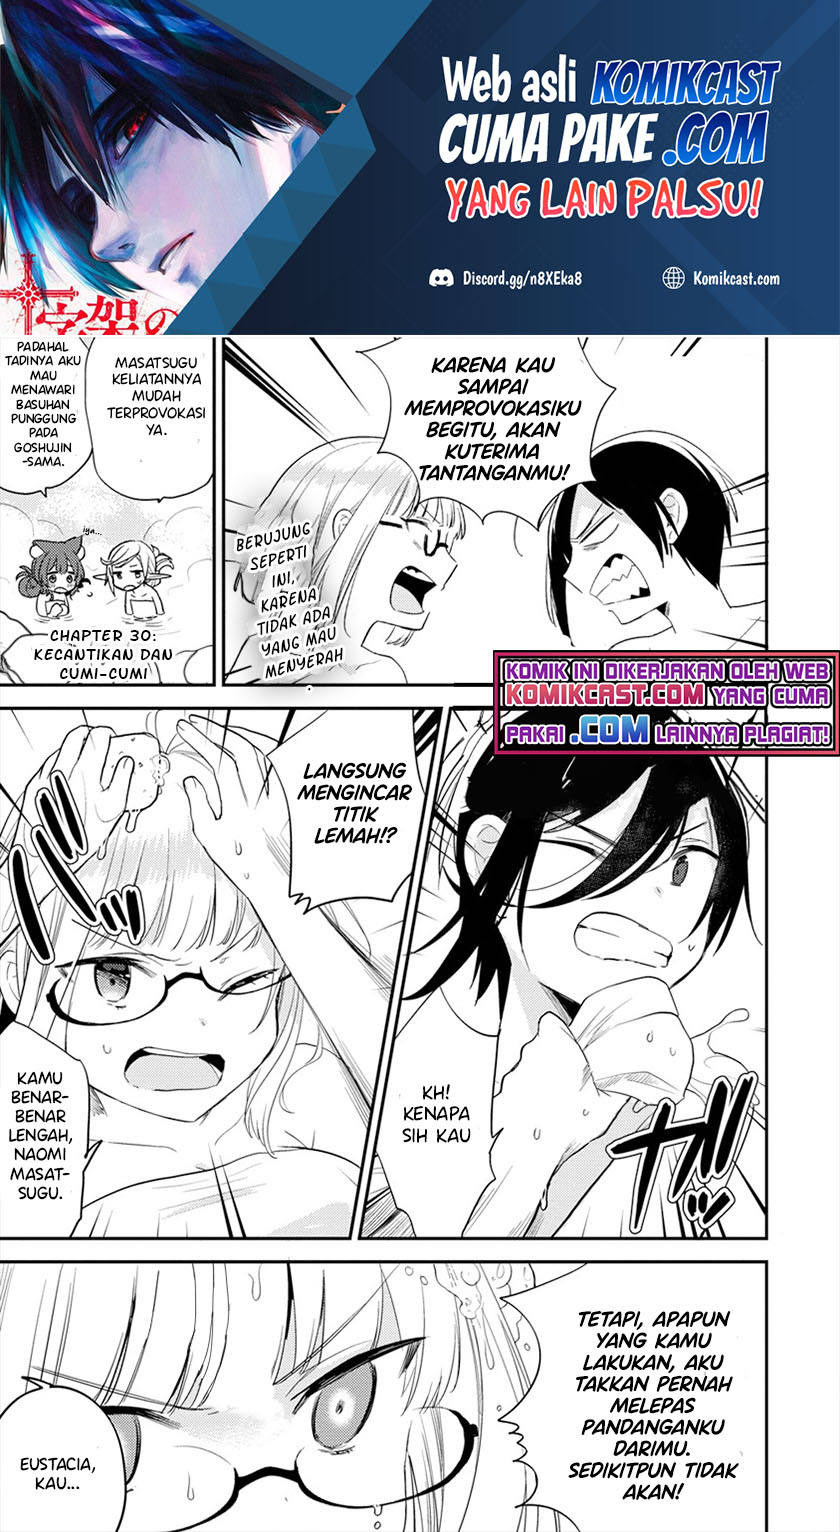 Web asli KOMIKCAST
CUMA PAKE .COM
YANG LAIN PALSU!
Discord.gg/n8XEka8
Komikcast.com
KARENA KAU
SAMPAI
MEMPROVOKASIKU
BEGITU, AKAN
KUTERIMA
TANTANGANMU!
BERUJUNG
SEPERTI
INI,
KARENA
TIDAK ADA
YANG MAU
MENYERAH
.
MASATSUGU
KELIATANNYA
MUDAH
TERPROVOKASI
YA.
PADAHAL
TADINYA AKU
MAU
MENAWARI
BASUHAN
PUNGGUNG
PADA
GOSHUJIN
-SAMA.
iya...
CHAPTER 30:
KECANTIKAN DAN
CUMI-CUMI
KOMIK INI DIKERJAKAN OLEH WEB
KOMIKCAST.COM YANG CUMA
PAKAI .COM LAINNYA PLAGIAT!
LANGSUNG
MENGINCAR
TITIK
LEMAH!?
KH!
KENAPA
SIH KAU
KAMU
BENAR-
BENAR
LENGAH,
NAOMI
MASAT-
SUGU.
TETAPI, APAPUN
YANG KAMU
LAKUKAN, AKU
TAKKAN PERNAH
MELEPAS
PANDANGANKU
DARIMU.
SEDIKITPUN TIDAK
AKAN!
EUSTACIA,
KAU...